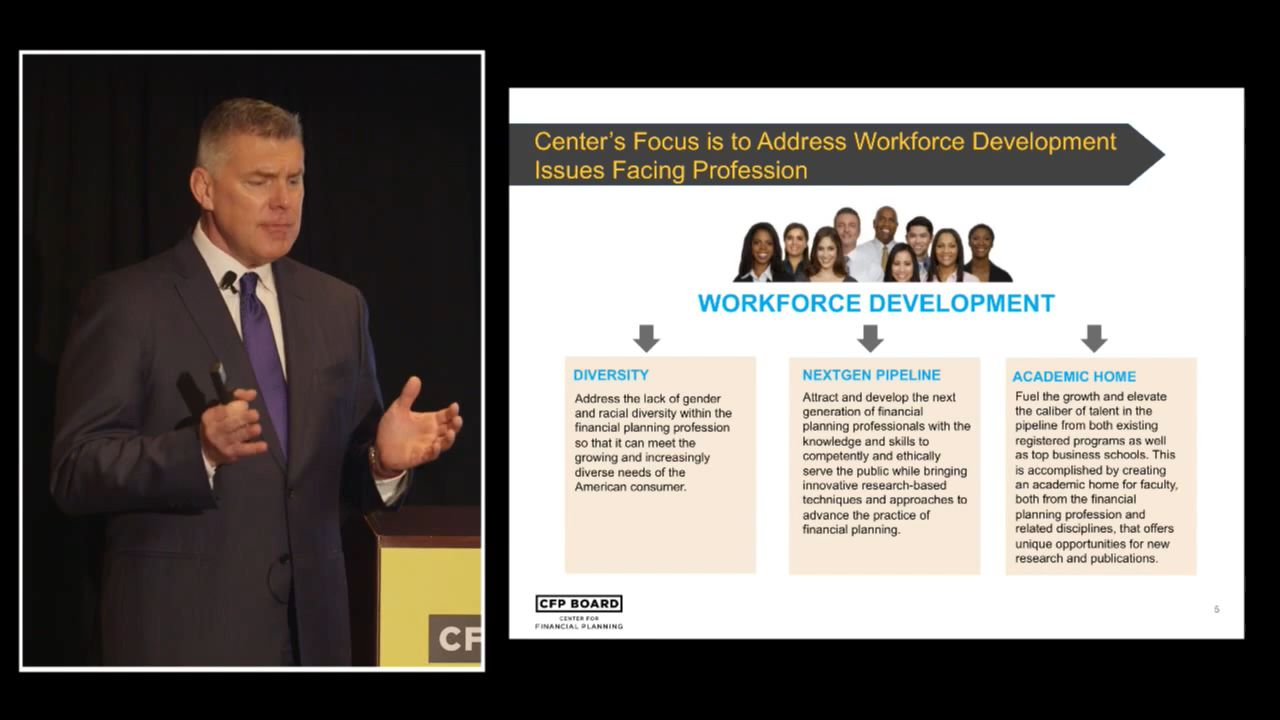 Center's Focus is to Address Workforce Development
Issues Facing Profession
WORKFORCE DEVELOPMENT
DIVERSITY
Address the lack of gender
and racial diversity within the
financial planning profession
so that it can meet the
growing and increasingly
diverse needs of the
American consumer.
NEXTGEN PIPELINE
Attract and develop the next
generation of financial
planning professionals with the
knowledge and skills to
competently and ethically
serve the public while bringing
innovative research-based
techniques and approaches to
advance the practice of
financial planning.
ACADEMIC HOME
Fuel the growth and elevate
the caliber of talent in the
pipeline from both existing
registered programs as well
as top business schools. This
is accomplished by creating
an academic home for faculty,
both from the financial
planning profession and
related disciplines, that offers
unique opportunities for new
research and publications.
CFP BOARD
CENTER FOR
FINANCIAL PLANNING
5
CF